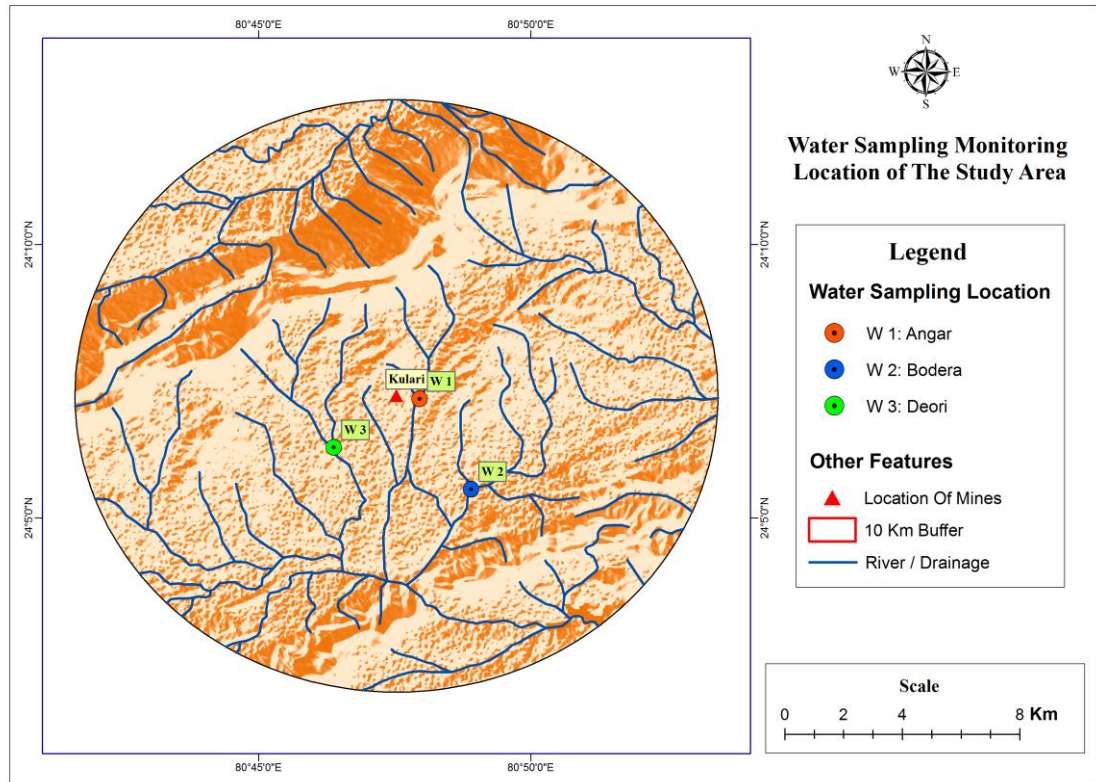 80°45'0"E
80°50'0"E
N
W
E
S
Water Sampling Monitoring
Location of The Study Area
24°10'0"N
24°10'0"N
Legend
Water Sampling Location
W 1: Angar
W 2: Bodera
W 3: Deori
Kulari
W 1
W 3
W 2
Other Features
Location Of Mines
10 Km Buffer
River / Drainage
24°5'0"N
24°5'0"N
Scale
0 2 4 8 Km
80°45'0"E
80°50'0"E